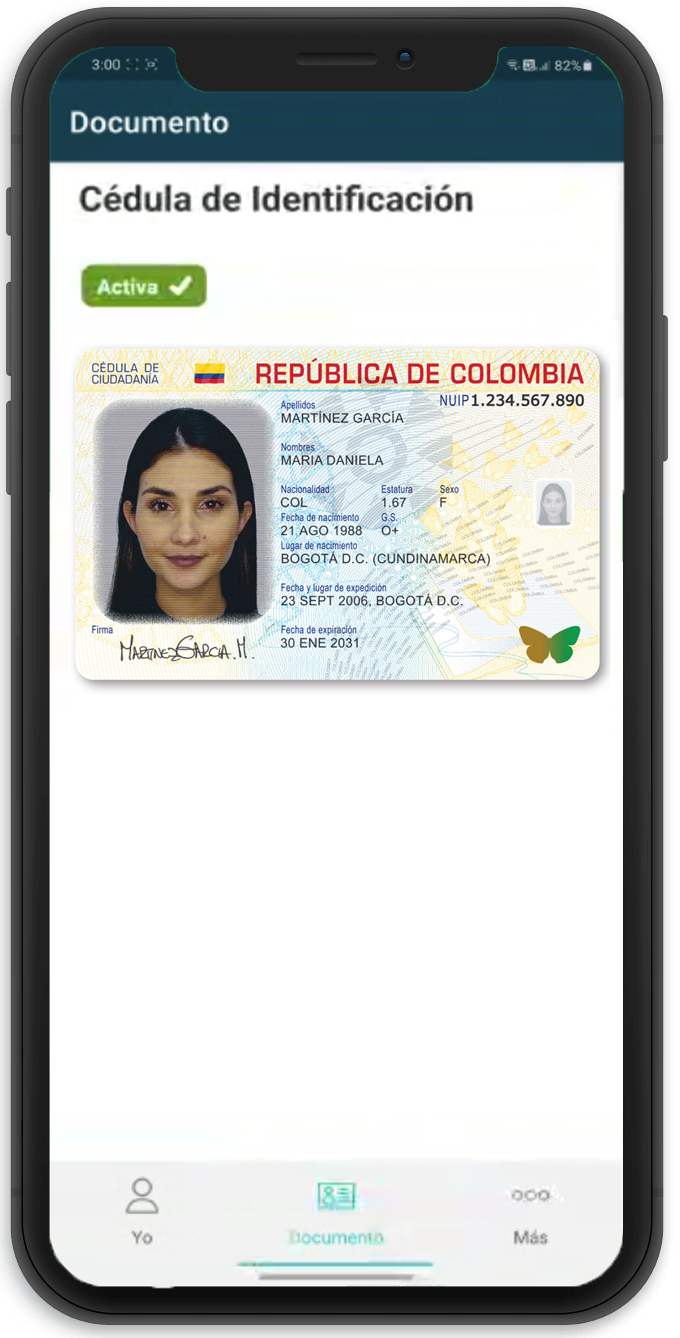 3:00
82%
Documento
Cédula de Identificación
Activa
CÉDULA DE
CIUDADANÍA
REPÚBLICA DE COLOMBIA
NUIP 1.234.567.890
Apellidos
MARTÍNEZ GARCÍA
Nombres
MARIA DANIELA
Nacionalidad Estatura Sexo
COL 1.67 F
Fecha de nacimiento G.S.
21 AGO 1988 O+
Lugar de nacimiento
BOGOTÁ D.C. (CUNDINAMARCA)
Fecha y lugar de expedición
23 SEPT 2006, BOGOTÁ D.C.
Fecha de expiración
30 ENE 2031
Firma
MARTINEZ GARCIA.M.
COLOMBIA
Yo
Documento
Más